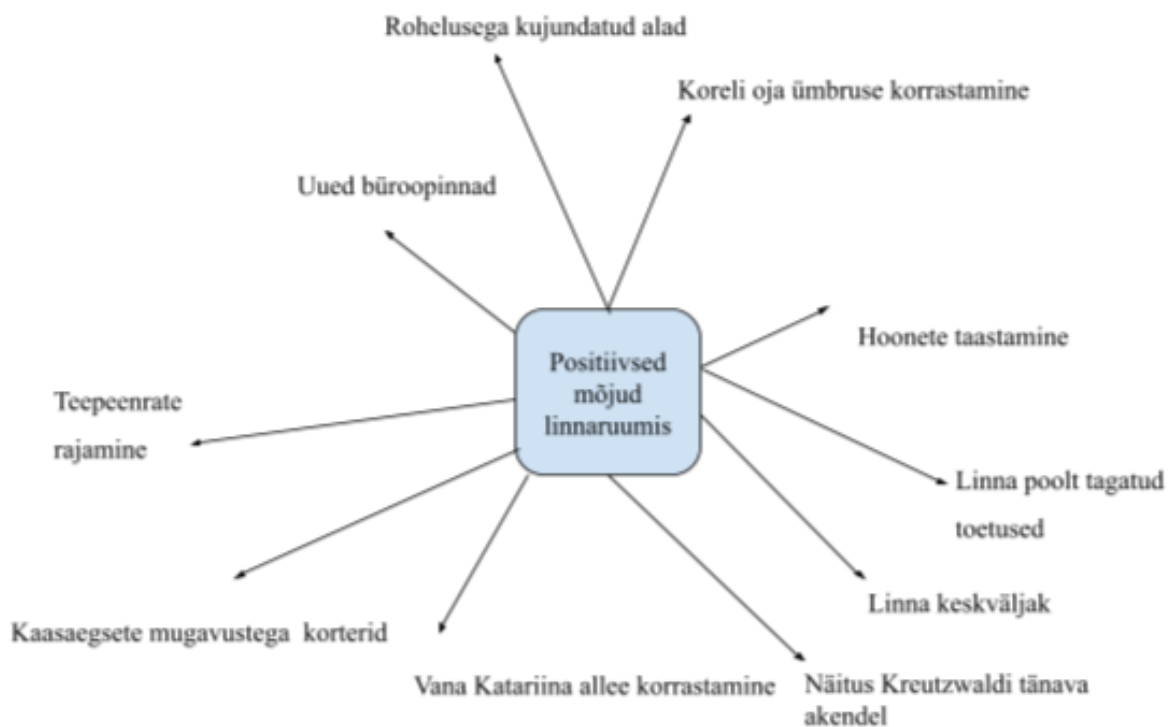 Rohelusega kujundatud alad
Koreli oja ümbruse korrastamine
Uued büroopinnad
Hoonete taastamine
Positiivsed
mõjud
linnaruumis
Teepeenrate
rajamine
Linna poolt tagatud
toetused
Linna keskväljak
Kaasaegsete mugavustega korterid
Vana Katariina allee korrastamine
Näitus Kreutzwaldi tänava
akendel